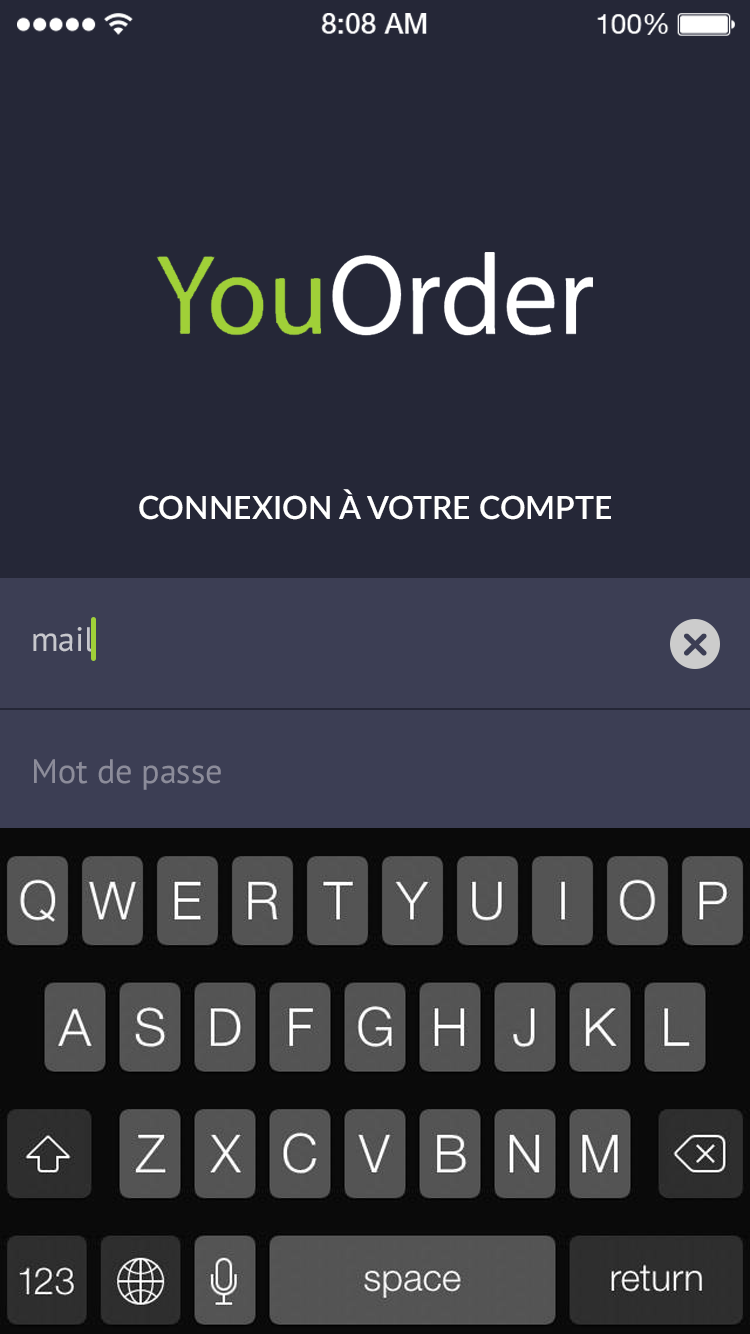 8:08 AM 100%
YouOrder
CONNEXION À VOTRE COMPTE
mail
Mot de passe
Q W E R T Y U I O P
A S D F G H J K L
Z X C V B N M
123 space return